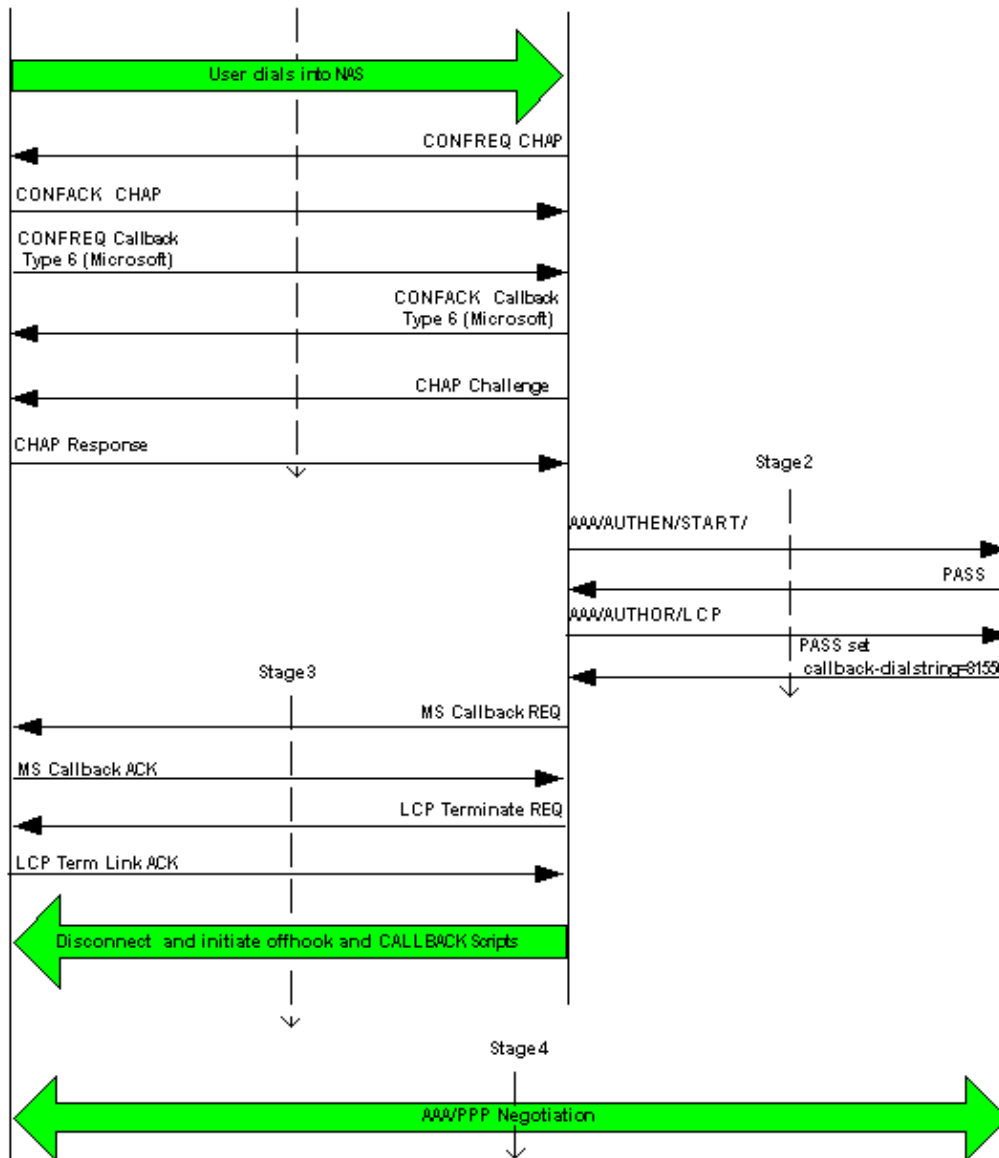 User dials into NAS
CONFREQ CHAP
CONFACK CHAP
CONFREQ Callback
Type 6 (Microsoft)
CONFACK Callback
Type 6 (Microsoft)
CHAP Challenge
CHAP Response
Stage 2
AAA/AUTHEN/START/
PASS
AAA/AUTHOR/LCP
PASS set
callback-dialstring=8155
Stage 3
MS Callback REQ
MS Callback ACK
LCP Terminate REQ
LCP Term Link ACK
Disconnect and initiate offhook and CALLBACK Scripts
Stage 4
AAA/PPP Negotiation